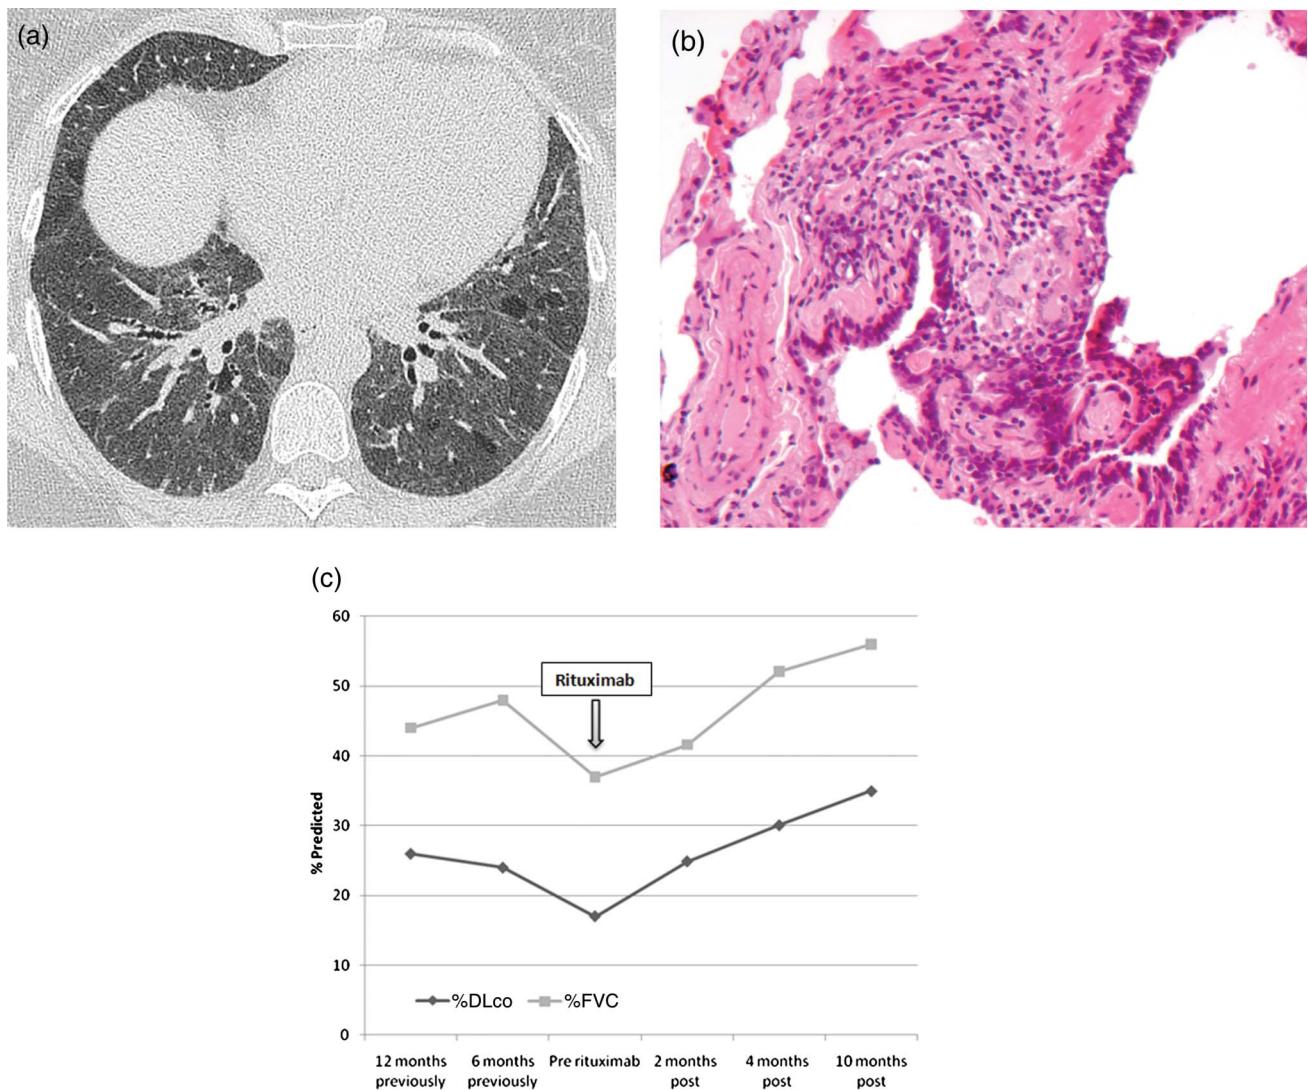 (a)
(b)
(c)
60
50
40
30
20
10
0
% Predicted
Rituximab
%DLco
%FVC
12 months
previously
6 months
previously
Pre rituximab
2 months
post
4 months
post
10 months
post